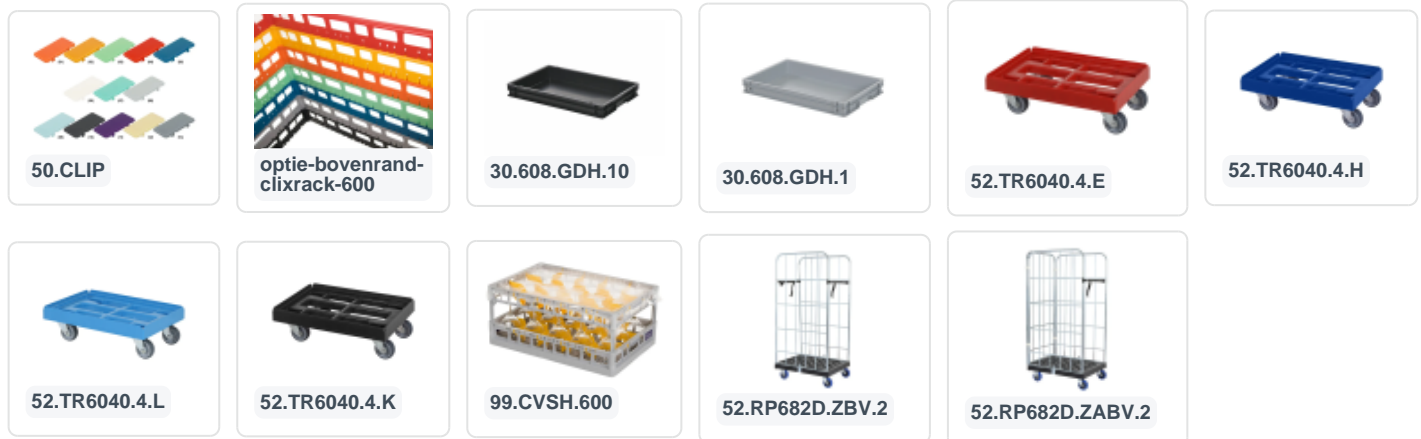 50.CLIP
optie-bovenrand-
clixrack-600
30.608.GDH.10
30.608.GDH.1
52.TR6040.4.E
52.TR6040.4.H
52.TR6040.4.L
52.TR6040.4.K
99.CVSH.600
52.RP682D.ZBV.2
52.RP682D.ZABV.2